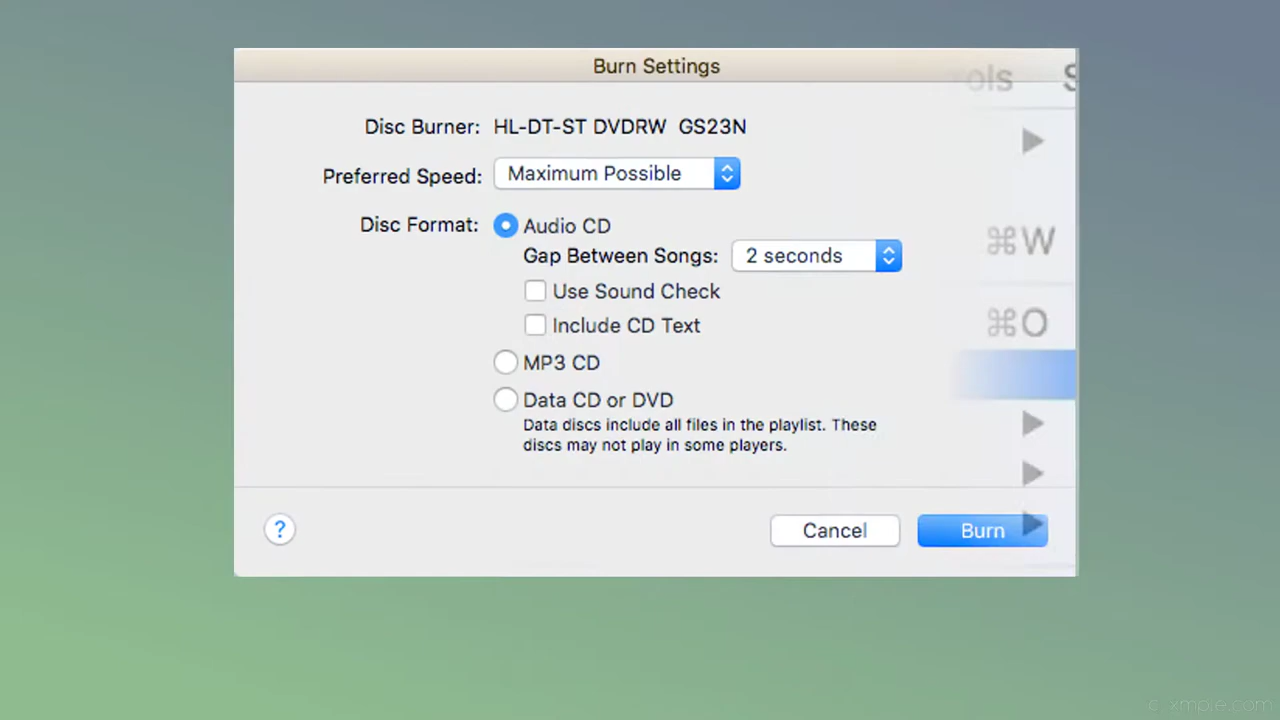 Burn Settings
ols S
Disc Burner: HL-DT-ST DVDRW GS23N
Preferred Speed: Maximum Possible
Disc Format: Audio CD
Gap Between Songs: 2 seconds
⌘W
Use Sound Check
Include CD Text
⌘O
MP3 CD
Data CD or DVD
Data discs include all files in the playlist. These
discs may not play in some players.
? Cancel Burn